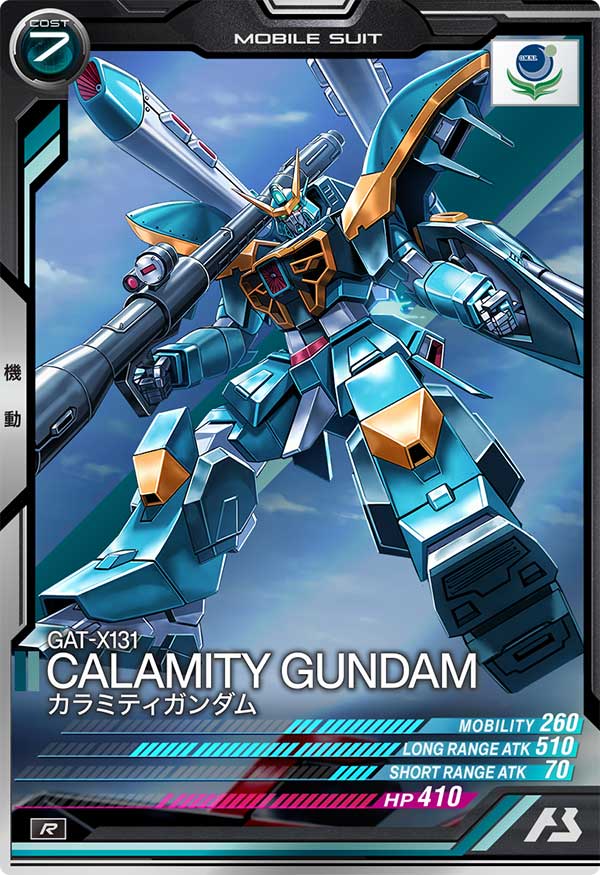 COST
7
MOBILE SUIT
O.M.N.I.
機動
GAT-X131
CALAMITY GUNDAM
カラミティガンダム
MOBILITY 260
LONG RANGE ATK 510
SHORT RANGE ATK 70
HP 410
R